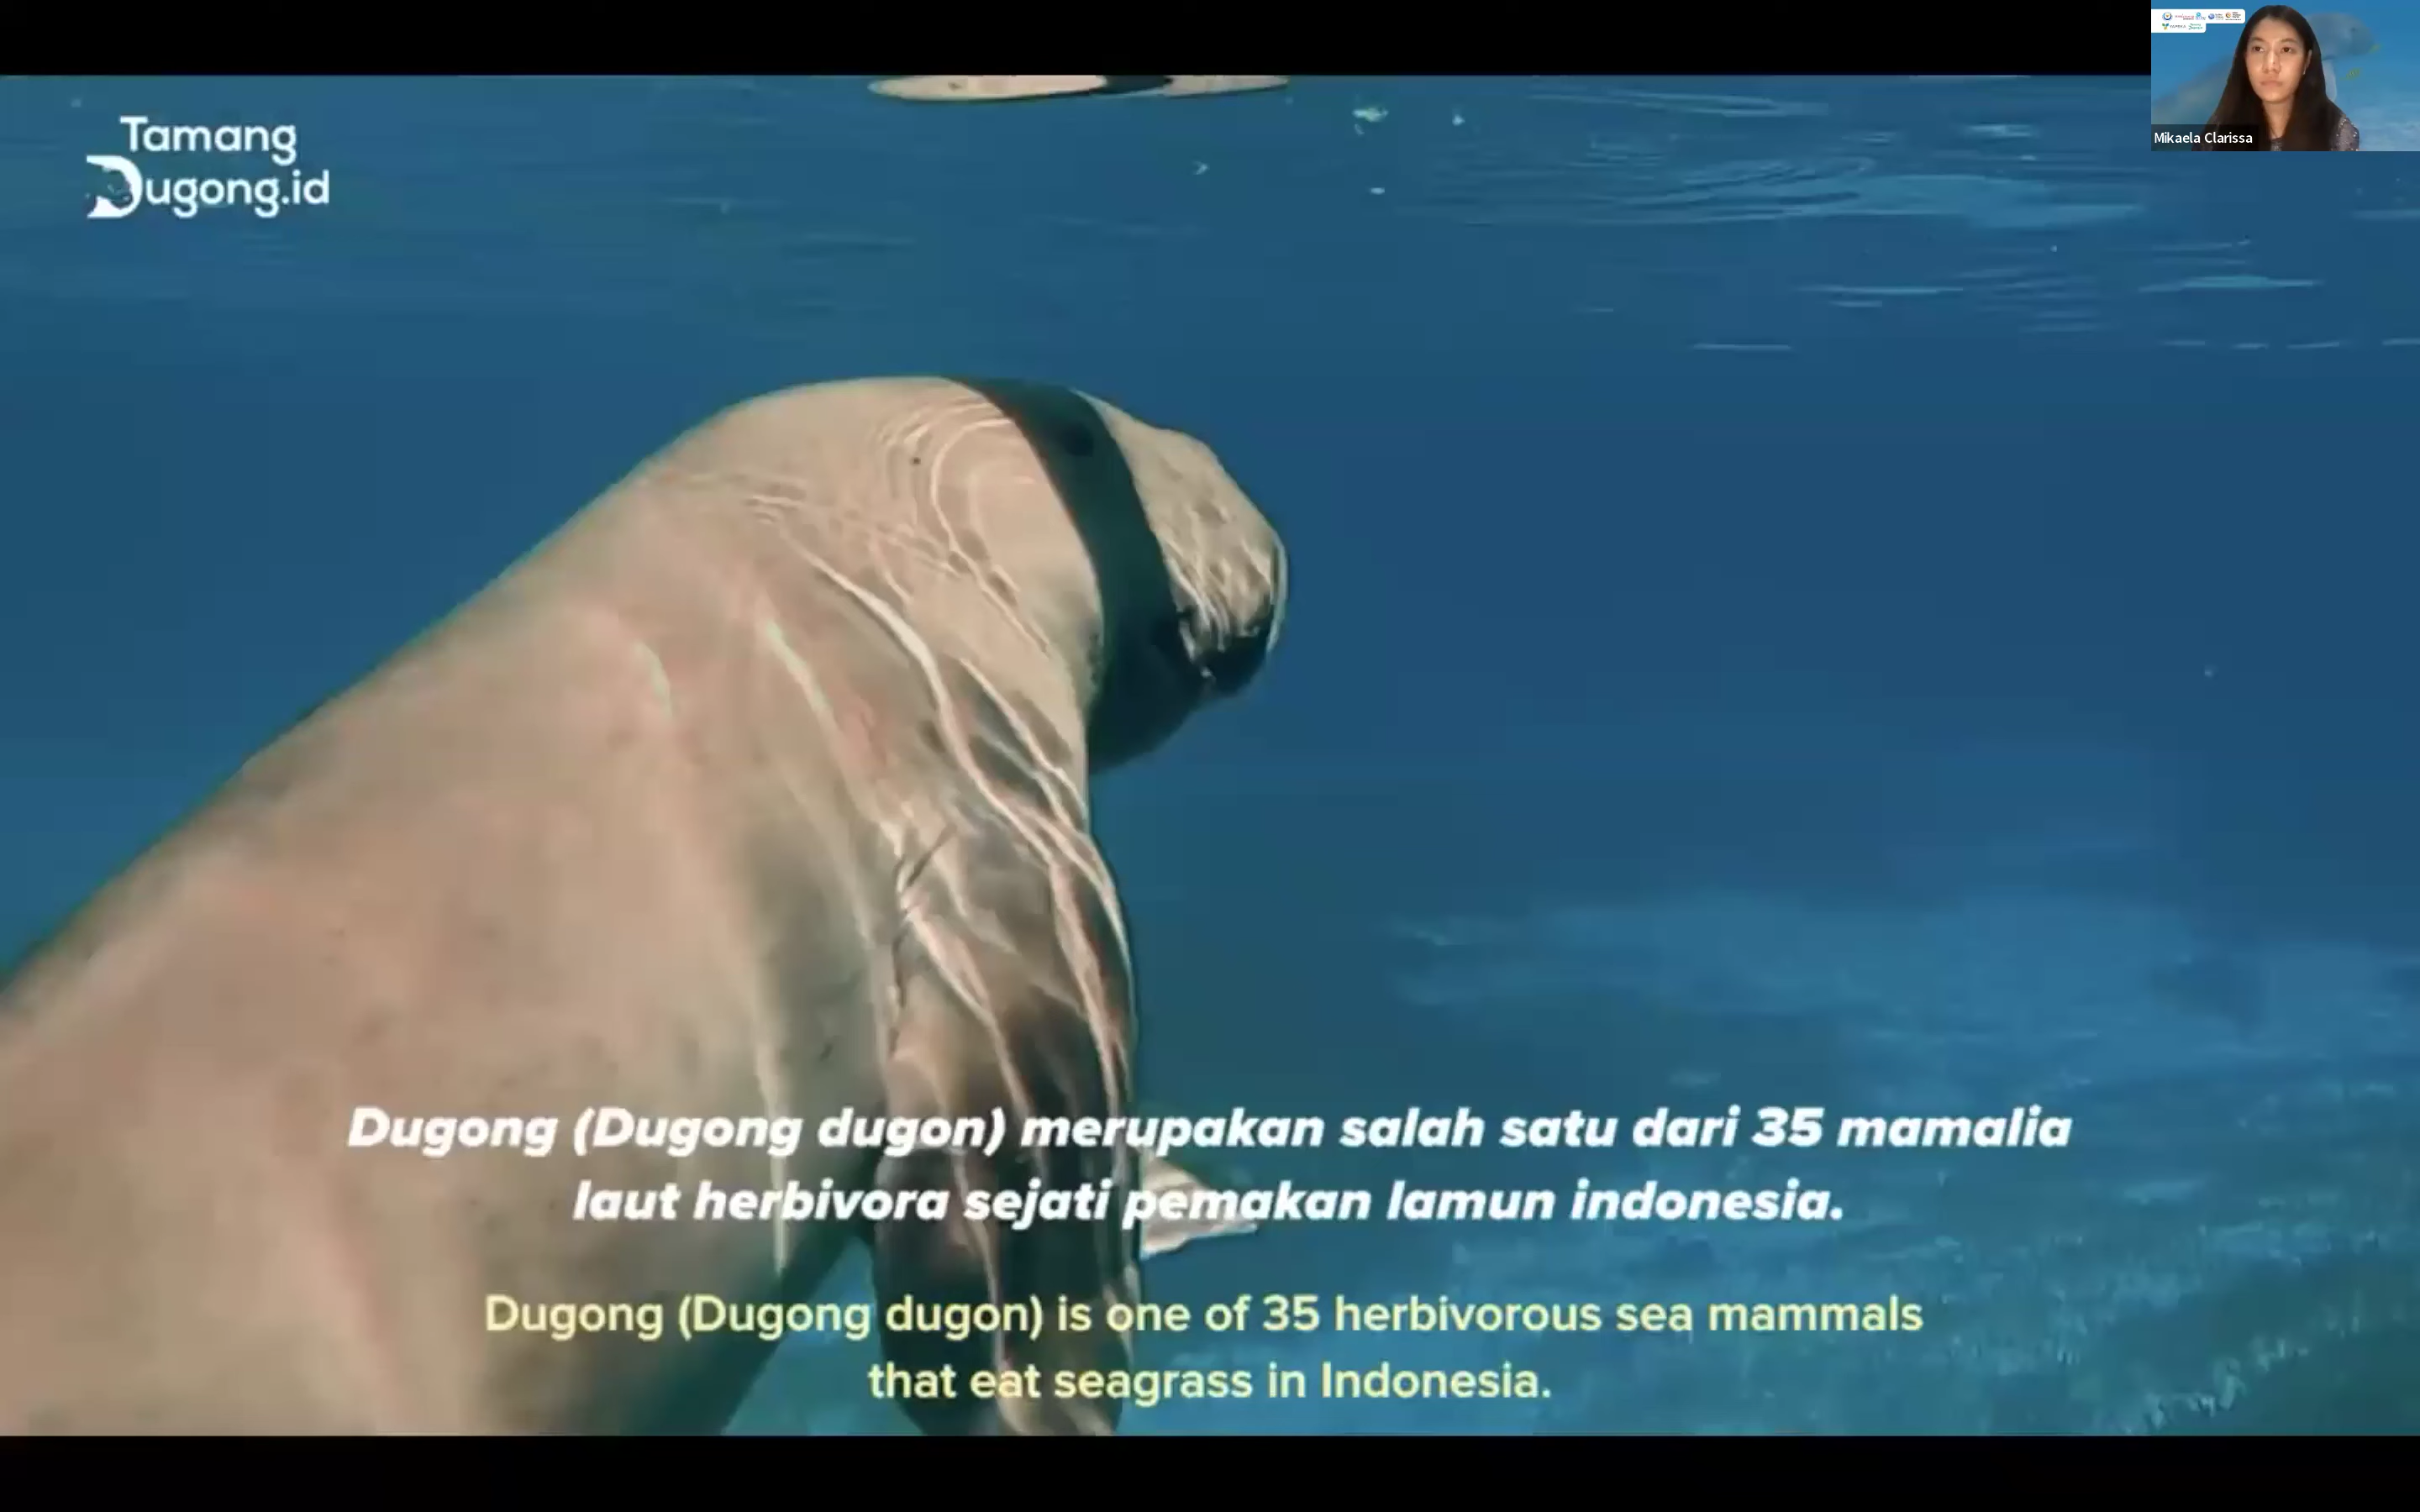 Tamang
Dugong.id
Mikaela Clarissa
Dugong (Dugong dugon) merupakan salah satu dari 35 mamalia
laut herbivora sejati pemakan lamun indonesia.
Dugong (Dugong dugon) is one of 35 herbivorous sea mammals
that eat seagrass in Indonesia.